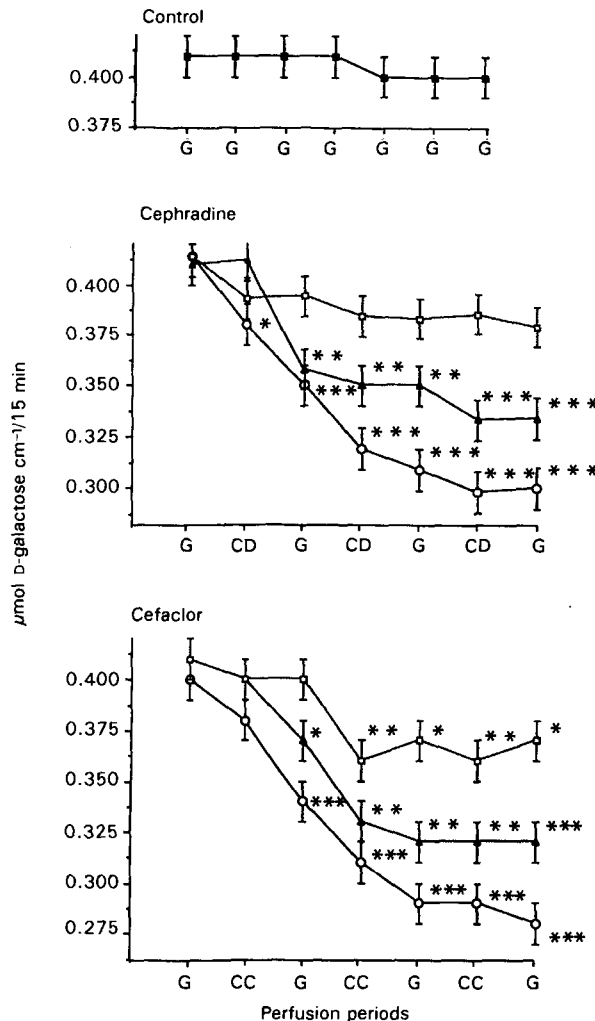 Control
0.400
0.375
G G G G G G G
Cephradine
0.400
0.375
0.350
0.325
0.300
*
* * * * * * * * * * * *
* * * * * * * * * * * * * * *
G CD G CD G CD G
µmol D-galactose cm⁻¹/15 min
Cefaclor
0.400
0.375
0.350
0.325
0.300
0.275
* * * * * *
* * * * * * * * * *
*** *** *** *** ***
G CC G CC G CC G
Perfusion periods